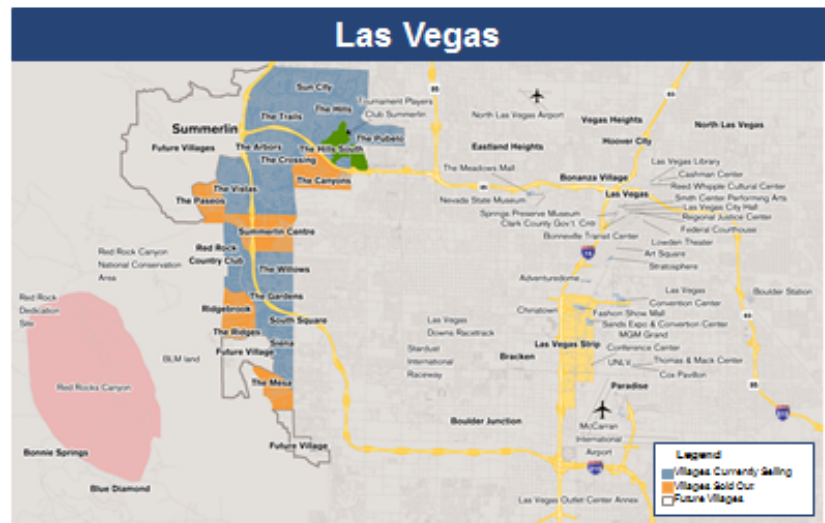 Las Vegas
Sun City
The Hills
Tournament Players
Club Summerlin
The Trails
Summerlin
The Pubelo
Future Villages
The Arbors
The Hills South
The Crossing
The Canyons
The Vistas
The Paseos
Summerlin Centre
Red Rock
Country Club
The Willows
The Gardens
Ridgebrook
South Square
The Ridges
Siena
Future Village
The Mesa
Future Village
Red Rock Canyon
National Conservation
Area
Red Rock
Dedication
Site
BLM land
Red Rocks Canyon
Bonnie Springs
Blue Diamond
North Las Vegas Airport
Vegas Heights
North Las Vegas
Hoover City
Eastland Heights
The Meadows Mall
Bonanza Village
Las Vegas Library
Cashman Center
Reed Whipple Cultural Center
Las Vegas
Smith Center Performing Arts
Nevada State Museum
Las Vegas City Hall
Springs Preserve Museum
Regional Justice Center
Clark County Gov't. Cntr
Federal Courthouse
Bonneville Transit Center
Lowden Theater
Art Square
Stratosphere
Adventuredome
Las Vegas
Convention Center
Boulder Station
Chinatown
Fashion Show Mall
Sands Expo & Convertion Center
MGM Grand
Conference Center
Las Vegas Strip
Las Vegas
Downs Racetrack
Stardust
International
Raceway
Bracken
UNLV
Thomas & Mack Center
Cox Pavilion
Paradise
Boulder Junction
McCarran
International
Airport
Las Vegas Outlet Center Annex
Legend
Villages Currently Selling
Villages Sold Out
Future Villages